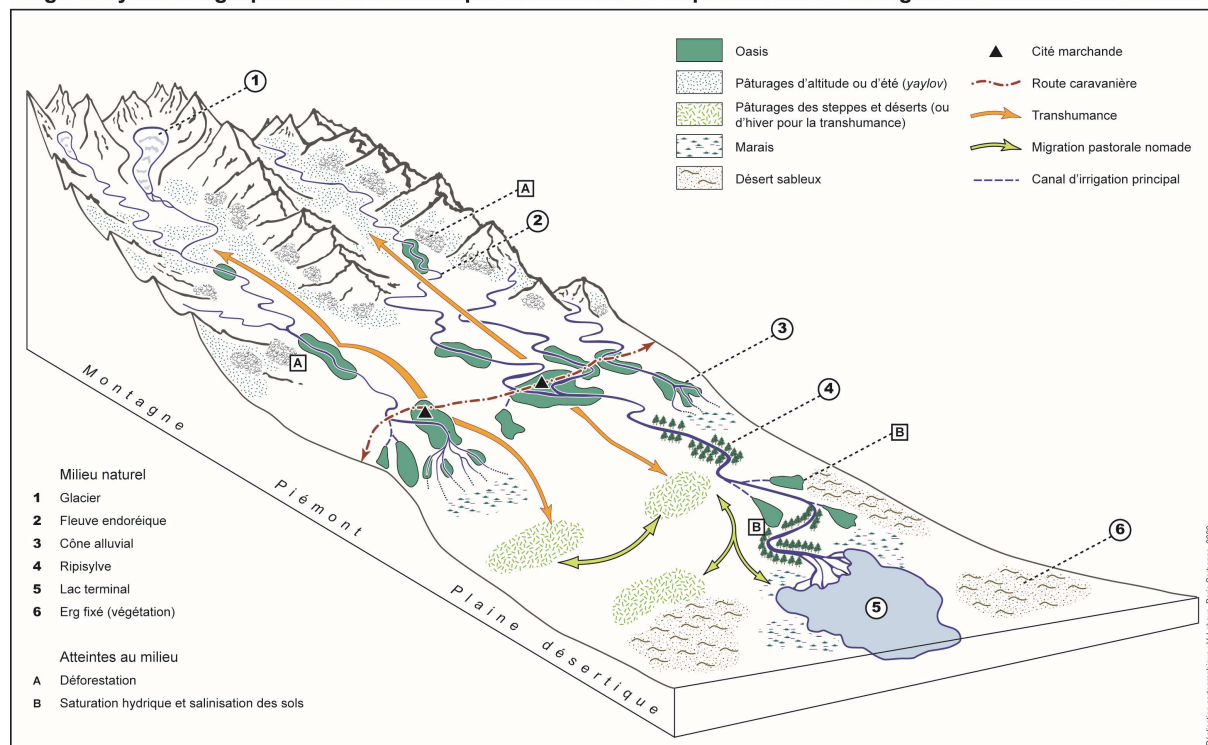 Oasis
Pâturages d'altitude ou d'été (yaylov)
Pâturages des steppes et déserts (ou
d'hiver pour la transhumance)
Marais
Désert sableux
Cité marchande
Route caravanière
Transhumance
Migration pastorale nomade
Canal d'irrigation principal
1
A
2
3
A
4
B
B
6
5
Montagne
Piémont
Plaine désertique
Milieu naturel
1 Glacier
2 Fleuve endoréique
3 Cône alluvial
4 Ripisylve
5 Lac terminal
6 Erg fixé (végétation)
Atteintes au milieu
A Déforestation
B Saturation hydrique et salinisation des sols